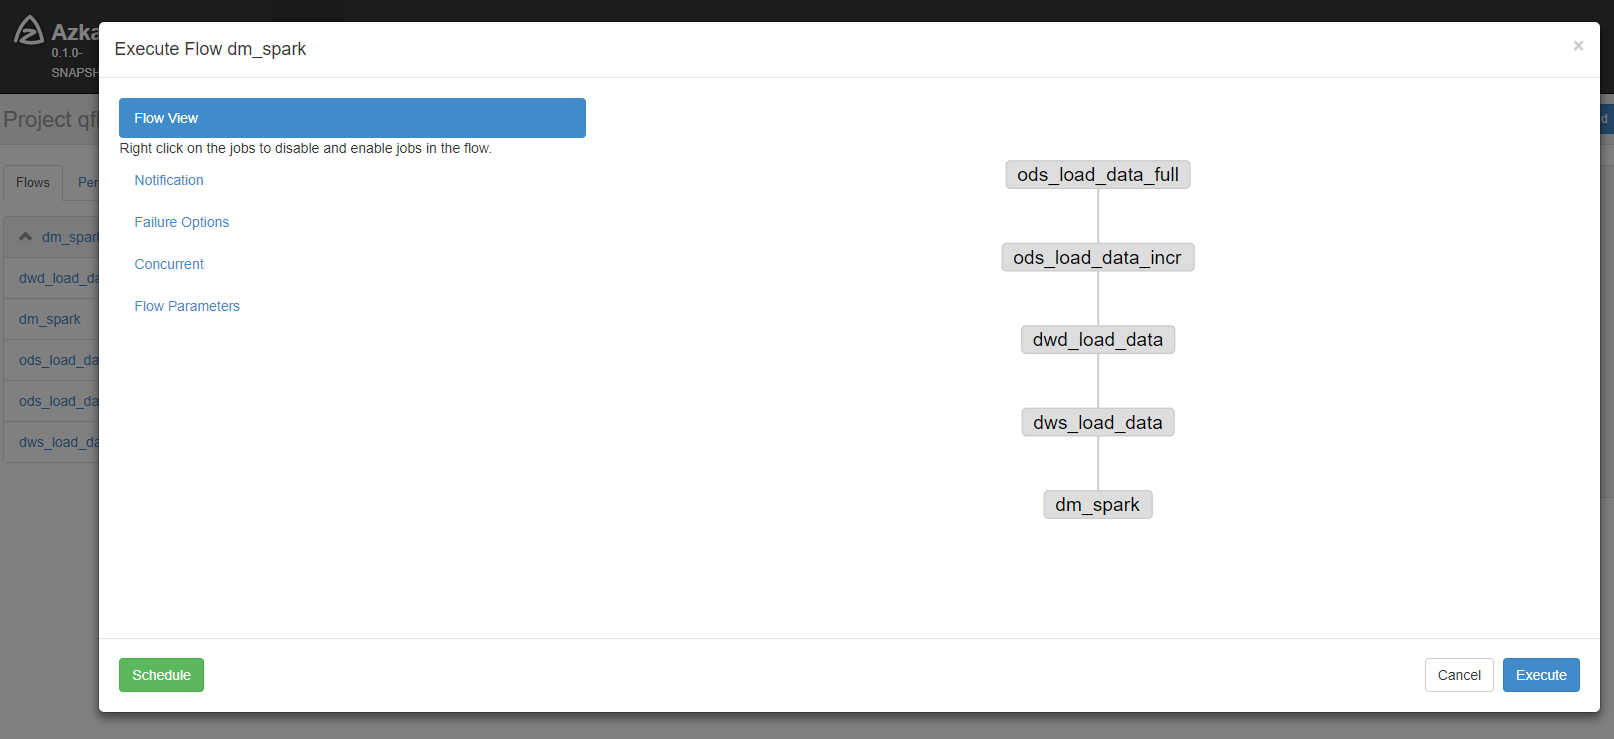 Azka
0.1.0-
SNAPSH
Execute Flow dm_spark
×
Project qf
d
Flow View
Right click on the jobs to disable and enable jobs in the flow.
Notification
Failure Options
Concurrent
Flow Parameters
Flows
Per
dm_spark
dwd_load_da
dm_spark
ods_load_da
ods_load_da
dws_load_da
ods_load_data_full
ods_load_data_incr
dwd_load_data
dws_load_data
dm_spark
Schedule
Cancel
Execute